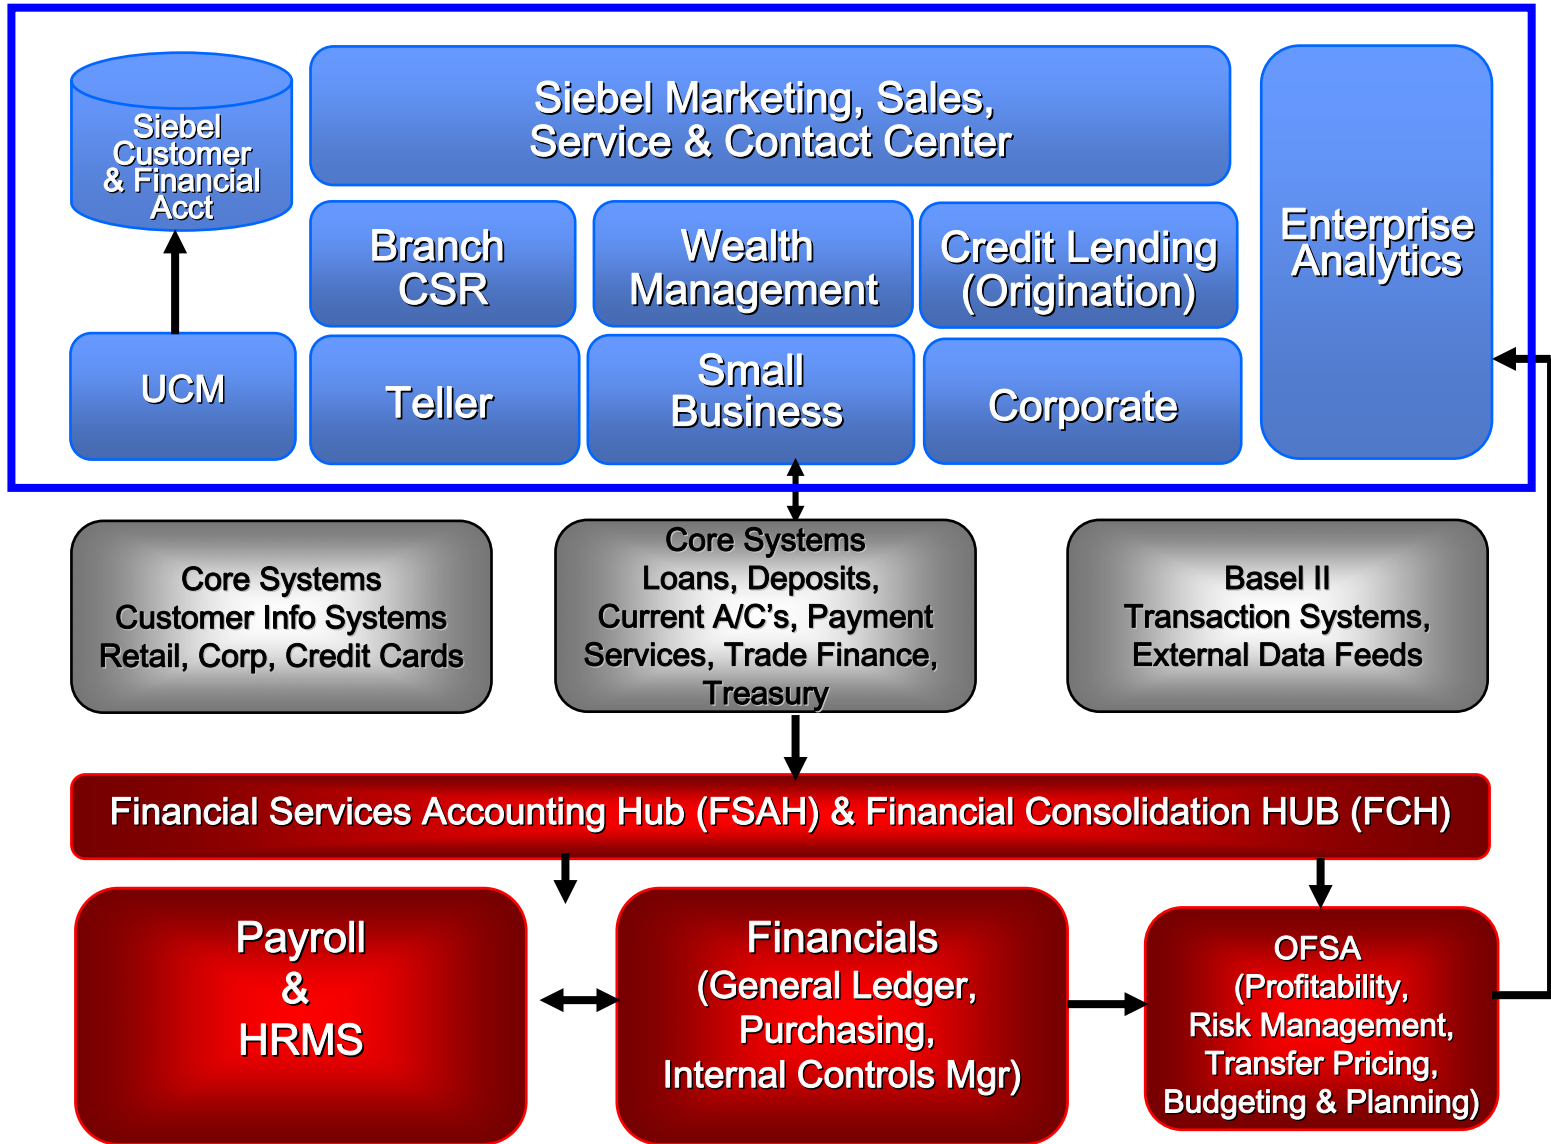 Siebel
Customer
& Financial
Acct
Siebel Marketing, Sales,
Service & Contact Center
Enterprise
Analytics
Branch
CSR
Wealth
Management
Credit Lending
(Origination)
UCM
Teller
Small
Business
Corporate
Core Systems
Customer Info Systems
Retail, Corp, Credit Cards
Core Systems
Loans, Deposits,
Current A/C's, Payment
Services, Trade Finance,
Treasury
Basel II
Transaction Systems,
External Data Feeds
Financial Services Accounting Hub (FSAH) & Financial Consolidation HUB (FCH)
Payroll
&
HRMS
Financials
(General Ledger,
Purchasing,
Internal Controls Mgr)
OFSA
(Profitability,
Risk Management,
Transfer Pricing,
Budgeting & Planning)